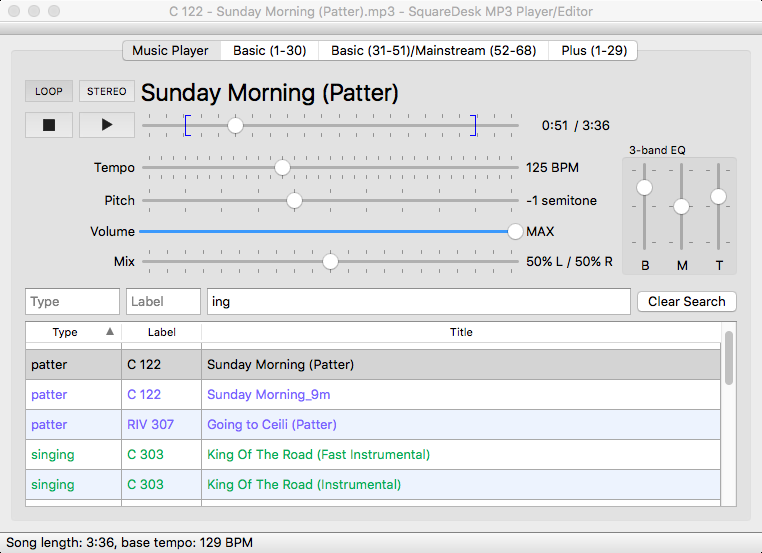 C 122 - Sunday Morning (Patter).mp3 - SquareDesk MP3 Player/Editor
Music Player Basic (1-30) Basic (31-51)/Mainstream (52-68) Plus (1-29)
LOOP STEREO Sunday Morning (Patter)
0:51 / 3:36
3-band EQ
Tempo 125 BPM
Pitch -1 semitone
Volume MAX
Mix 50% L / 50% R
B M T
Type Label ing Clear Search
Type Label Title
patter C 122 Sunday Morning (Patter)
patter C 122 Sunday Morning_9m
patter RIV 307 Going to Ceili (Patter)
singing C 303 King Of The Road (Fast Instrumental)
singing C 303 King Of The Road (Instrumental)
Song length: 3:36, base tempo: 129 BPM